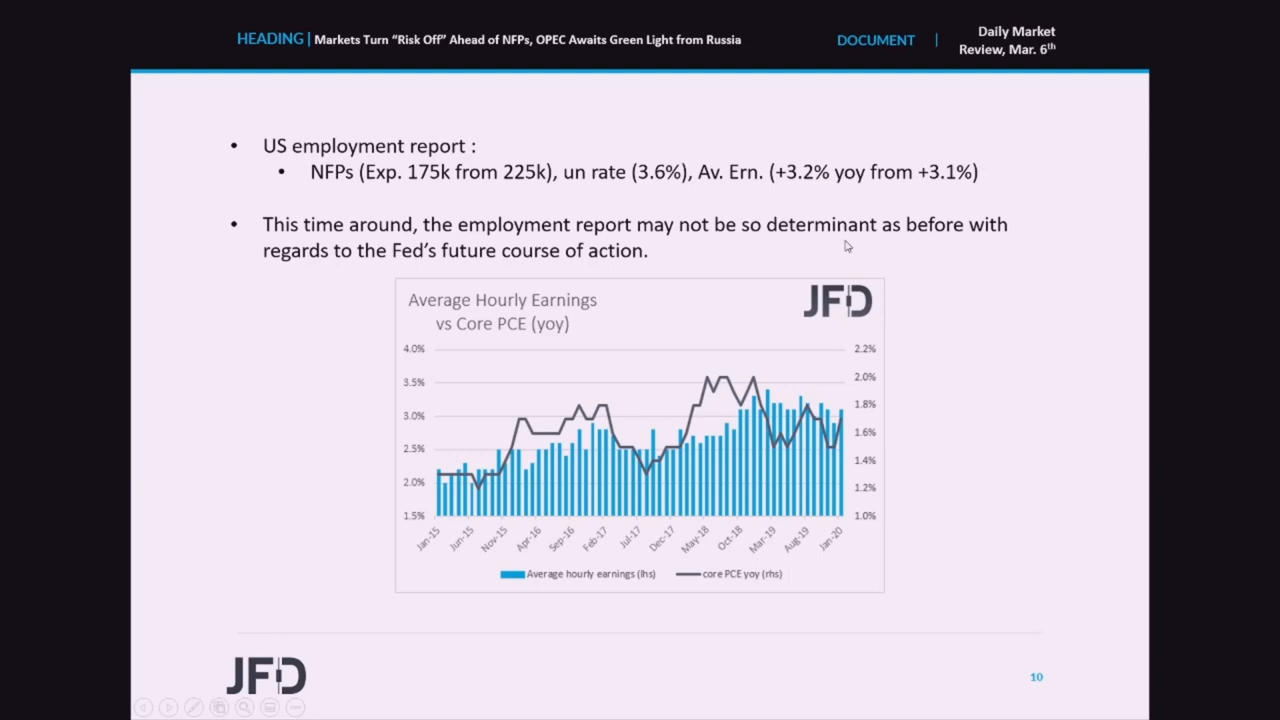 HEADING | Markets Turn “Risk Off” Ahead of NFPs, OPEC Awaits Green Light from Russia
DOCUMENT | Daily Market
Review, Mar. 6th
• US employment report :
• NFPs (Exp. 175k from 225k), un rate (3.6%), Av. Ern. (+3.2% yoy from +3.1%)
• This time around, the employment report may not be so determinant as before with
regards to the Fed’s future course of action.
Average Hourly Earnings
vs Core PCE (yoy)
JFD
4.0%
3.5%
3.0%
2.5%
2.0%
1.5%
2.2%
2.0%
1.8%
1.6%
1.4%
1.2%
1.0%
Jan-15
Jun-15
Nov-15
Apr-16
Sep-16
Feb-17
Jul-17
Dec-17
May-18
Oct-18
Mar-19
Aug-19
Jan-20
Average hourly earnings (lhs)
core PCE yoy (rhs)
JFD
10